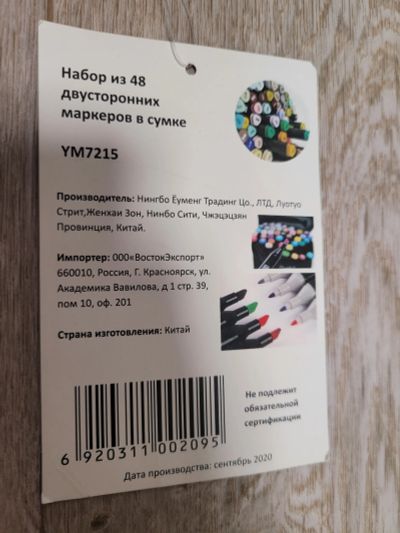 Набор из 48
двусторонних
маркеров в сумке
YM7215
Производитель: Нингбо Ёуменг Традинг Цо., ЛТД, Луотуо
Стрит,Женхаи Зон, Нинбо Сити, Чжэцэцзян
Провинция, Китай.
Импортер: ООО«ВостокЭкспорт»
660010, Россия, Г. Красноярск, ул.
Академика Вавилова, д 1 стр. 39,
пом 10, оф. 201
Страна изготовления: Китай
Не подлежит
обязательной
сертификации
6 920311 002095
Дата производства: сентябрь 2020